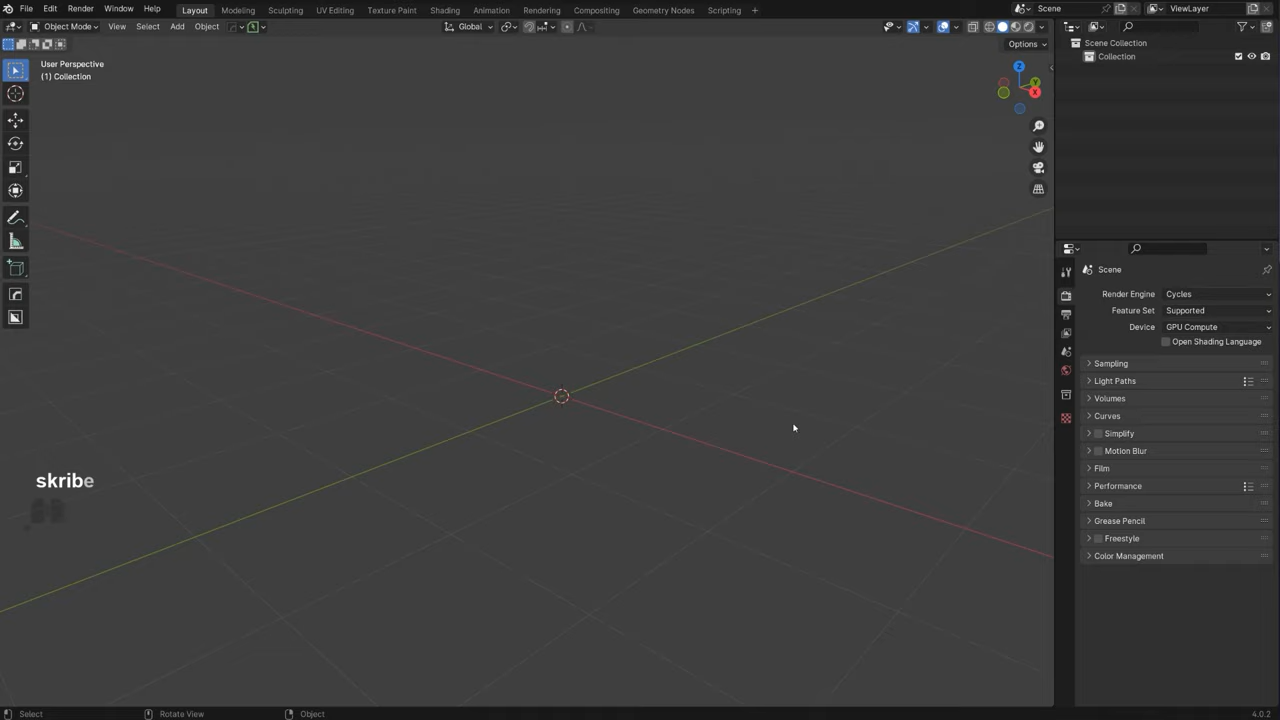 File Edit Render Window Help Layout Modeling Sculpting UV Editing Texture Paint Shading Animation Rendering Compositing Geometry Nodes Scripting + Scene ViewLayer
Object Mode View Select Add Object Global
Options
User Perspective
(1) Collection
Z
Y
X
skribe
Scene Collection
Collection
Scene
Render Engine Cycles
Feature Set Supported
Device GPU Compute
Open Shading Language
Sampling
Light Paths
Volumes
Curves
Simplify
Motion Blur
Film
Performance
Bake
Grease Pencil
Freestyle
Color Management
Select Rotate View Object 4.0.2